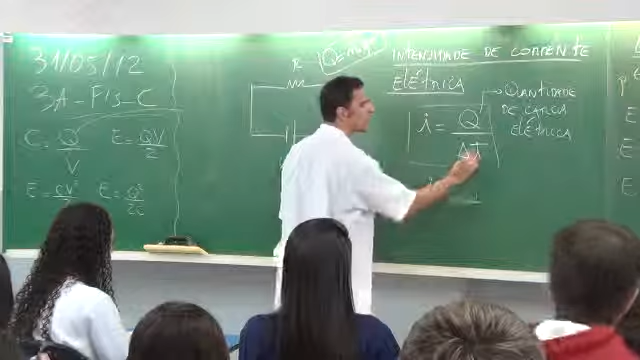 31/05/12
3A - FÍS - C
C = Q/V E = QV/2
E = CV²/2 E = Q²/2C
R
INTENSIDADE DE CORRENTE
ELÉTRICA
i = Q/ΔT
QUANTIDADE
DE CARGA
ELÉTRICA